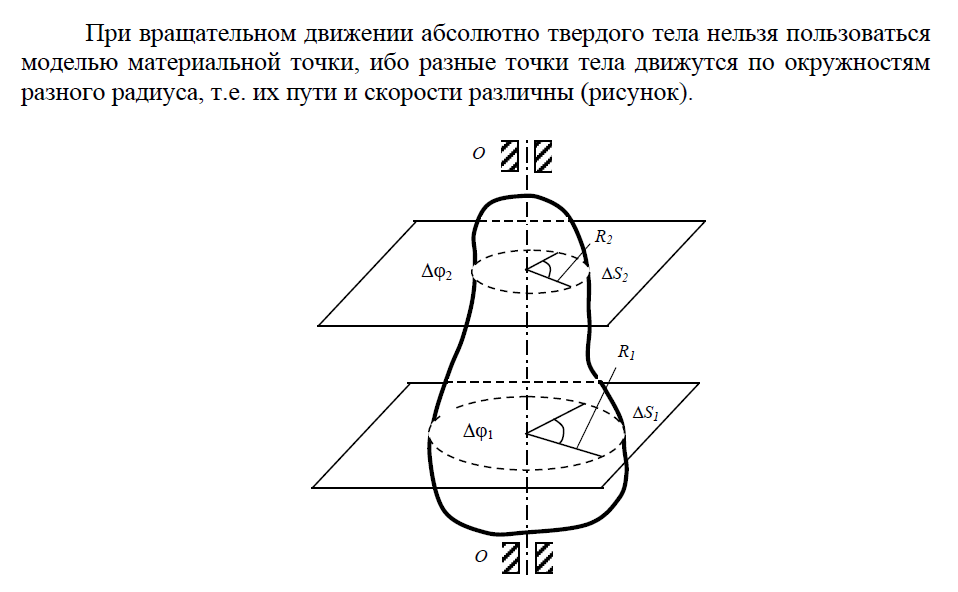 При вращательном движении абсолютно твердого тела нельзя пользоваться
моделью материальной точки, ибо разные точки тела движутся по окружностям
разного радиуса, т.е. их пути и скорости различны (рисунок).
O
R₂
Δφ₂
ΔS₂
R₁
ΔS₁
Δφ₁
O